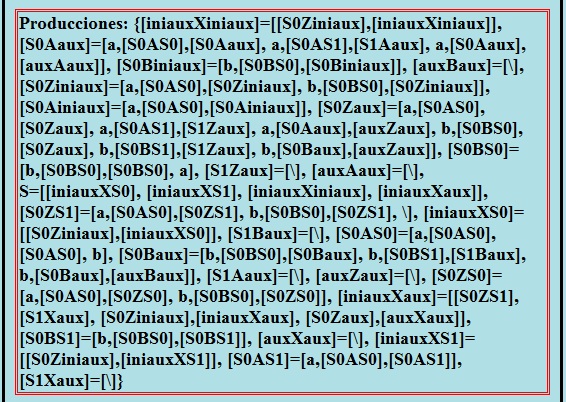 Producciones: {[iniauxXiniaux]=[[S0Ziniaux],[iniauxXiniaux]],
[S0Aaux]=[a,[S0AS0],[S0Aaux], a,[S0AS1],[S1Aaux], a,[S0Aaux],
[auxAaux]], [S0Biniaux]=[b,[S0BS0],[S0Biniaux]], [auxBaux]=[\],
[S0Ziniaux]=[a,[S0AS0],[S0Ziniaux], b,[S0BS0],[S0Ziniaux]],
[S0Ainiaux]=[a,[S0AS0],[S0Ainiaux]], [S0Zaux]=[a,[S0AS0],
[S0Zaux], a,[S0AS1],[S1Zaux], a,[S0Aaux],[auxZaux], b,[S0BS0],
[S0Zaux], b,[S0BS1],[S1Zaux], b,[S0Baux],[auxZaux]], [S0BS0]=
[b,[S0BS0],[S0BS0], a], [S1Zaux]=[\], [auxAaux]=[\],
S=[[iniauxXS0], [iniauxXS1], [iniauxXiniaux], [iniauxXaux]],
[S0ZS1]=[a,[S0AS0],[S0ZS1], b,[S0BS0],[S0ZS1], \], [iniauxXS0]=
[[S0Ziniaux],[iniauxXS0]], [S1Baux]=[\], [S0AS0]=[a,[S0AS0],
[S0AS0], b], [S0Baux]=[b,[S0BS0],[S0Baux], b,[S0BS1],[S1Baux],
b,[S0Baux],[auxBaux]], [S1Aaux]=[\], [auxZaux]=[\], [S0ZS0]=
[a,[S0AS0],[S0ZS0], b,[S0BS0],[S0ZS0]], [iniauxXaux]=[[S0ZS1],
[S1Xaux], [S0Ziniaux],[iniauxXaux], [S0Zaux],[auxXaux]],
[S0BS1]=[b,[S0BS0],[S0BS1]], [auxXaux]=[\], [iniauxXS1]=
[[S0Ziniaux],[iniauxXS1]], [S0AS1]=[a,[S0AS0],[S0AS1]],
[S1Xaux]=[\]}